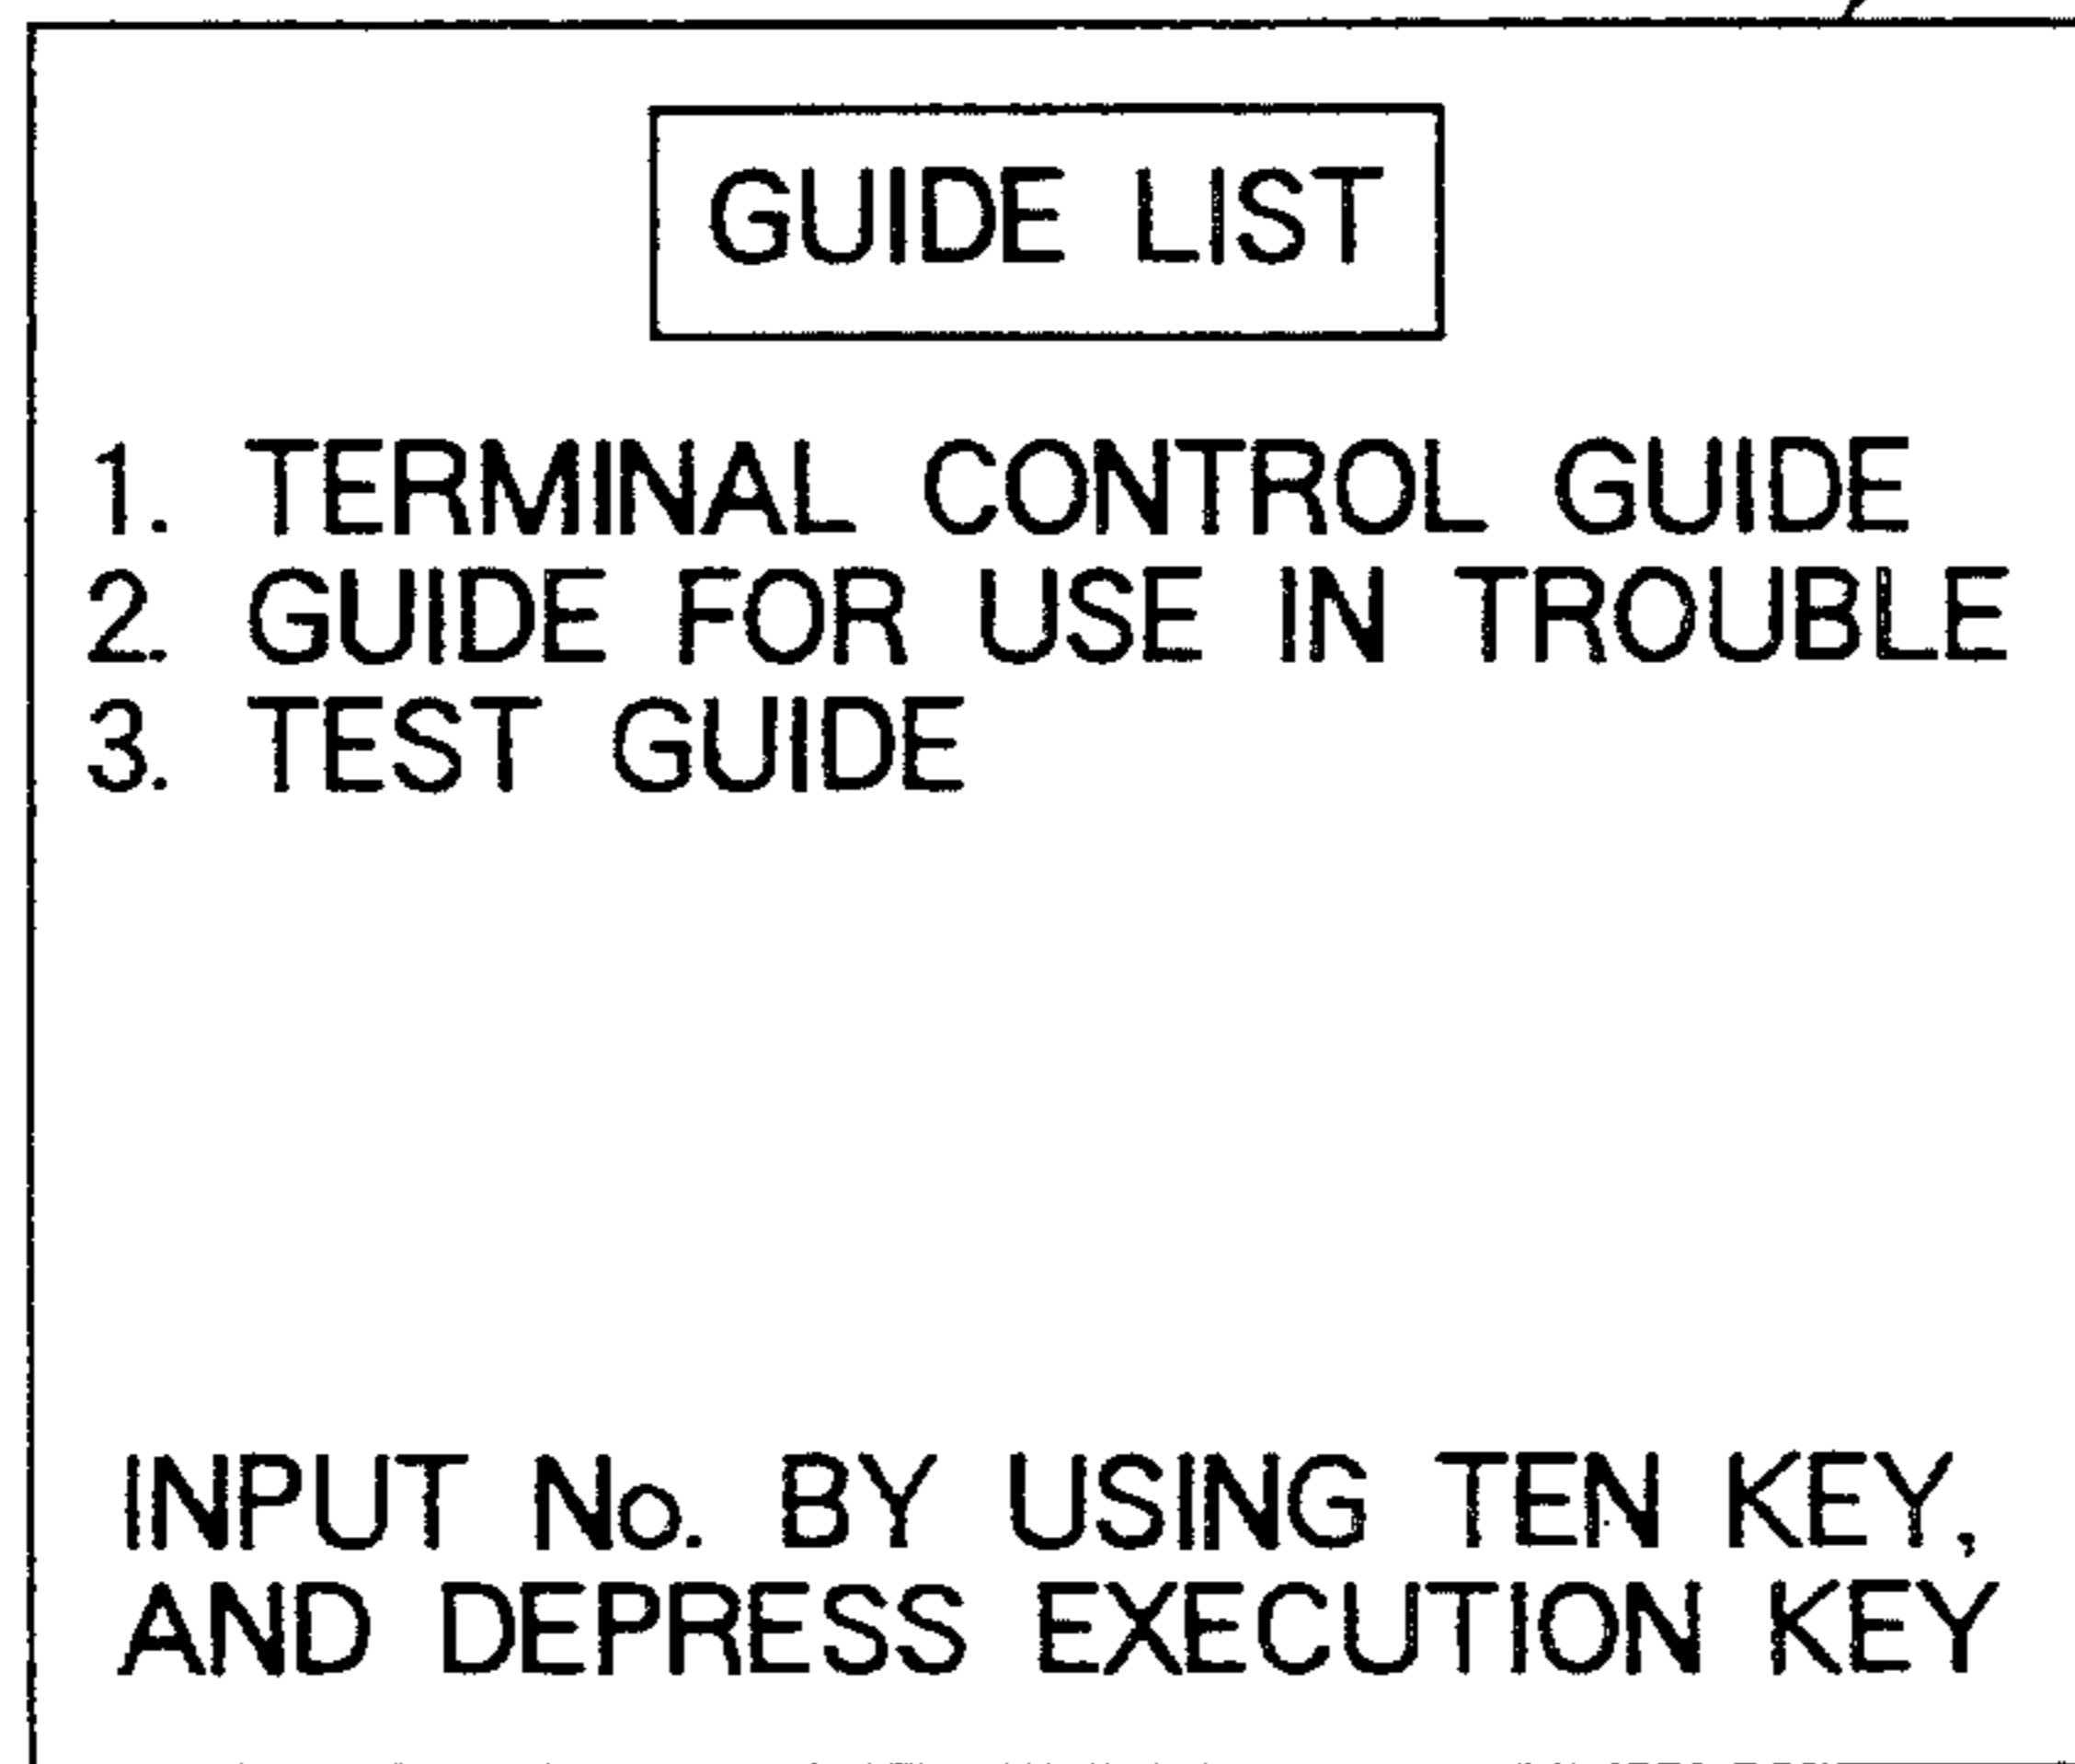 GUIDE LIST
1. TERMINAL CONTROL GUIDE
2. GUIDE FOR USE IN TROUBLE
3. TEST GUIDE
INPUT No. BY USING TEN KEY,
AND DEPRESS EXECUTION KEY